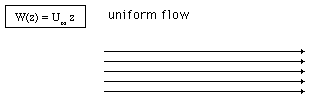 W(z) = U∞ z
uniform flow